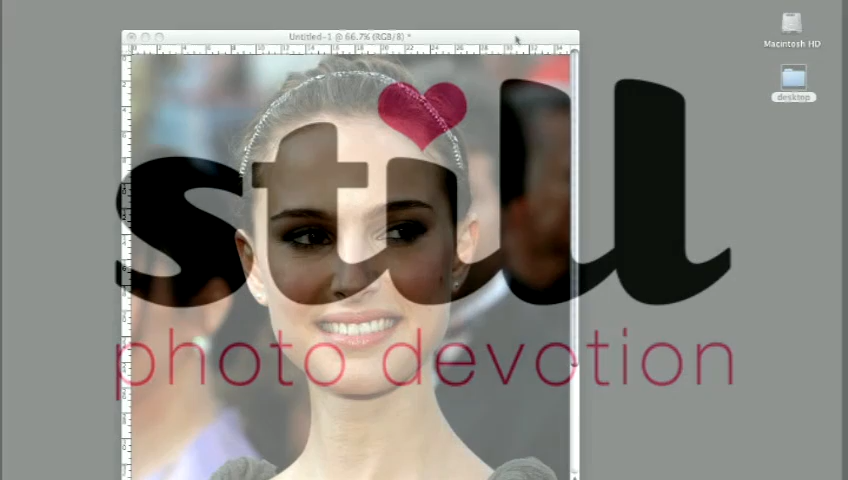 Untitled-1 @ 66.7% (RGB/8) *
Macintosh HD
desktop
still
photo devotion